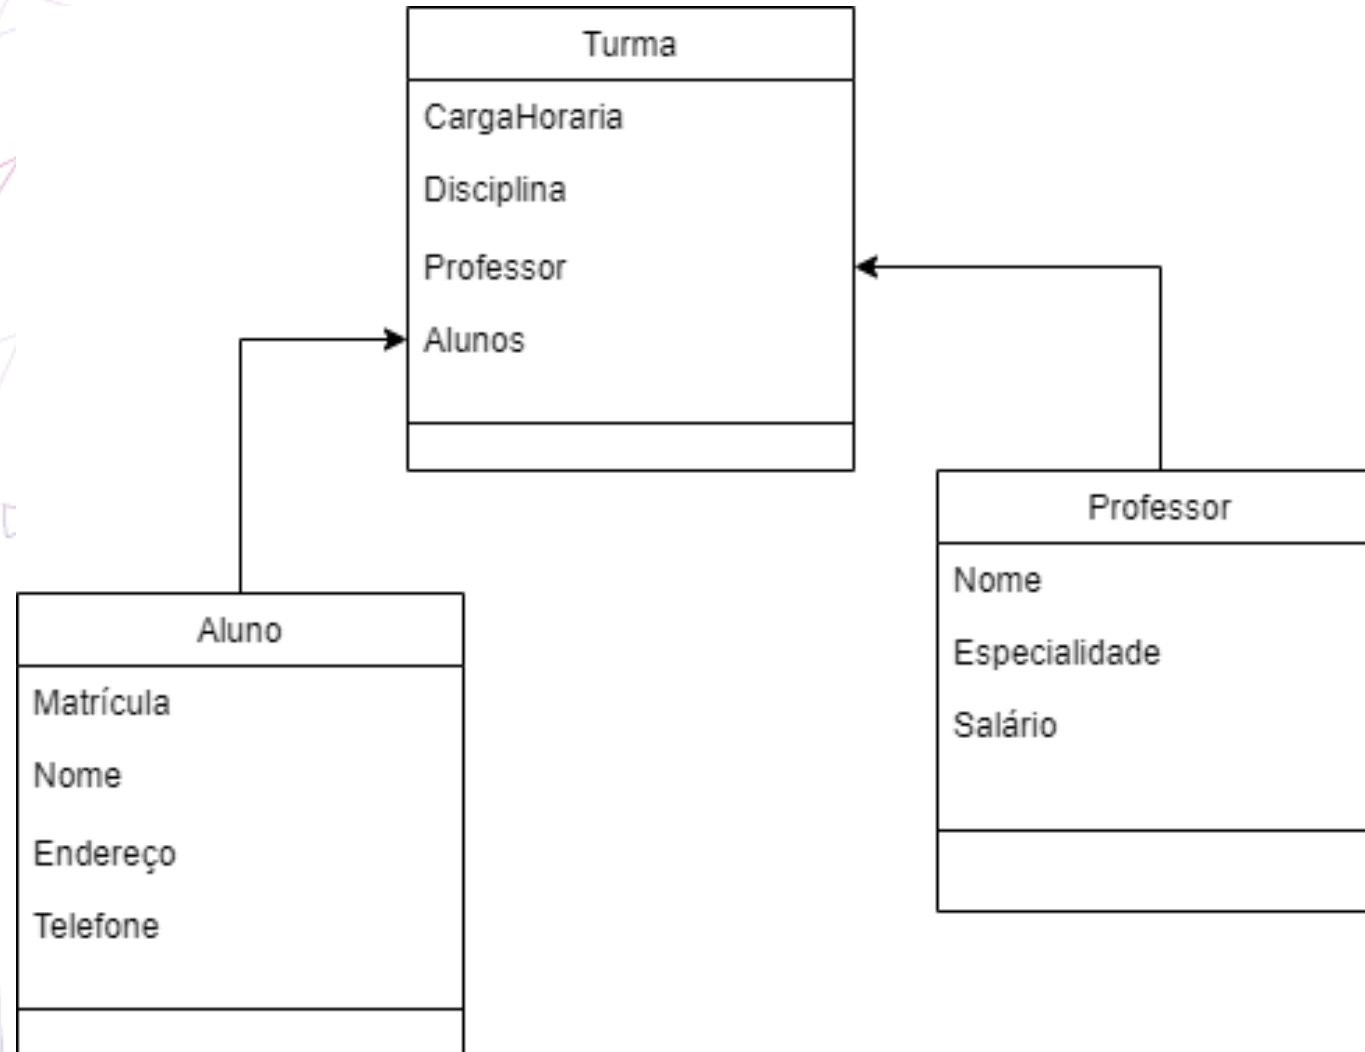 Turma
CargaHoraria
Disciplina
Professor
Alunos
Professor
Nome
Especialidade
Salário
Aluno
Matrícula
Nome
Endereço
Telefone